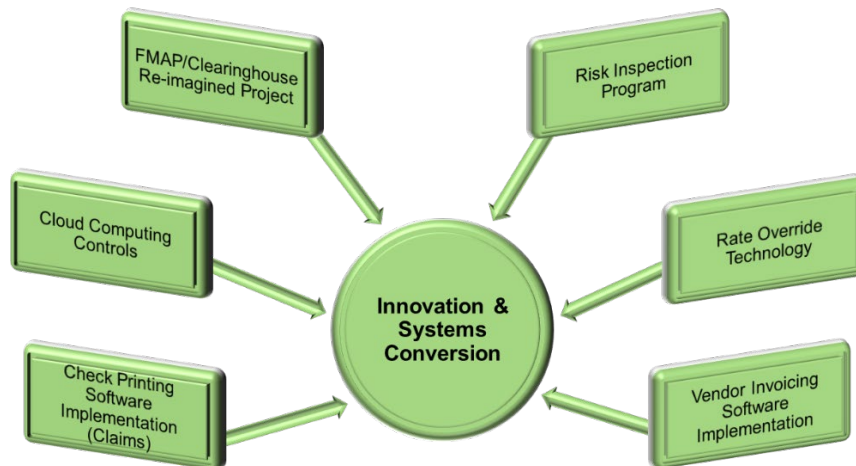 FMAP/Clearinghouse
Re-imagined Project
Risk Inspection
Program
Cloud Computing
Controls
Rate Override
Technology
Innovation &
Systems
Conversion
Check Printing
Software
Implementation
(Claims)
Vendor Invoicing
Software
Implementation